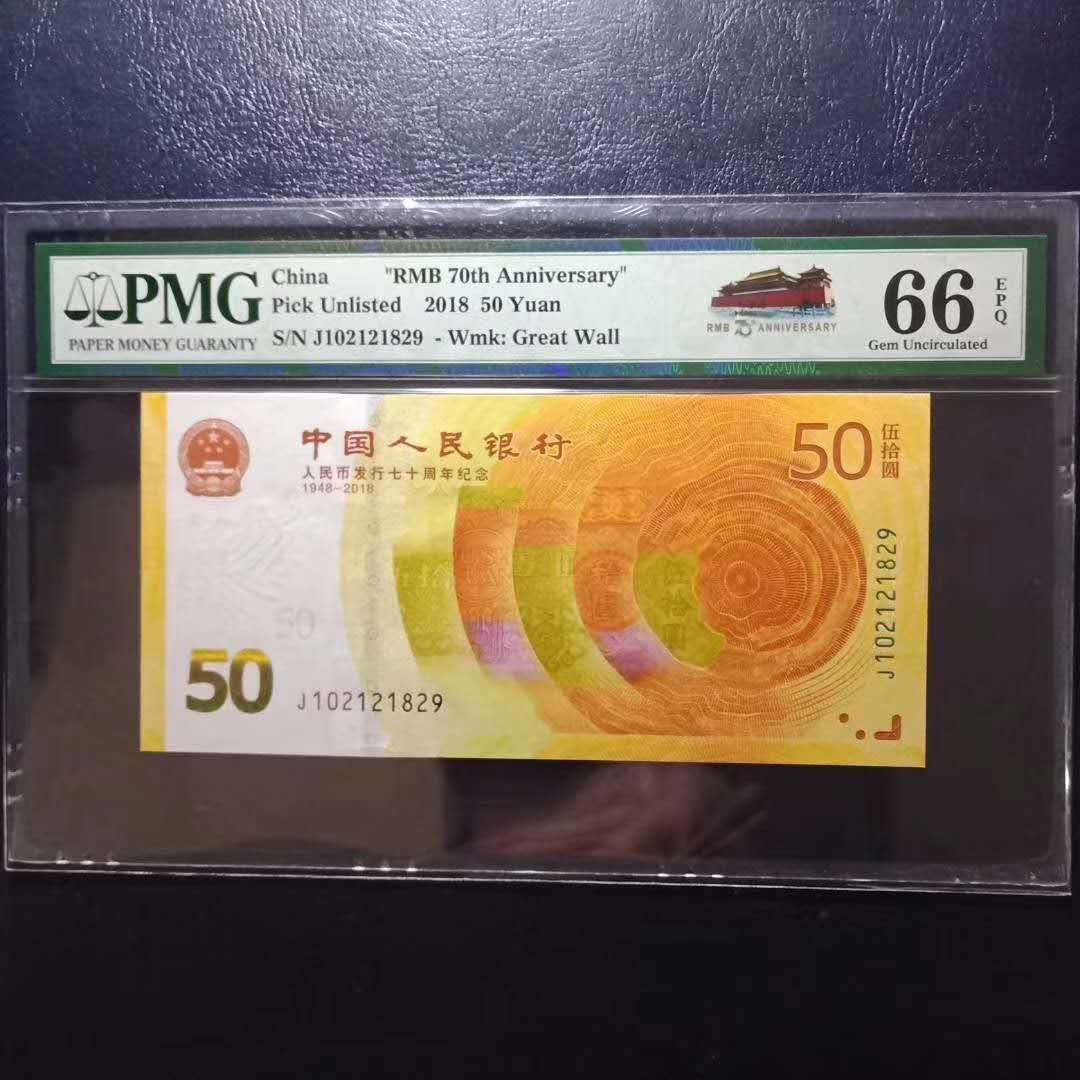 PMG
PAPER MONEY GUARANTY
China "RMB 70th Anniversary"
Pick Unlisted 2018 50 Yuan
S/N J102121829 - Wmk: Great Wall
RMB 70th ANNIVERSARY
66 EPQ
Gem Uncirculated
中国人民银行
人民币发行七十周年纪念
1948-2018
50 伍拾圆
J102121829
50
50 J102121829